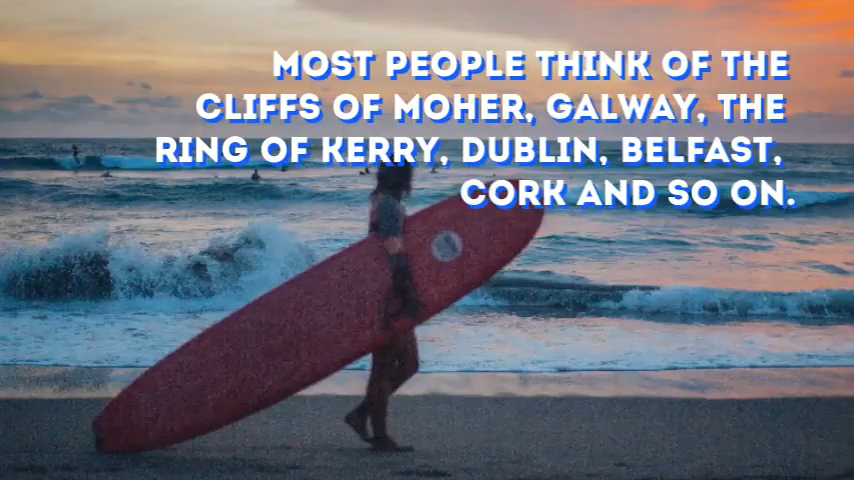 MOST PEOPLE THINK OF THE
CLIFFS OF MOHER, GALWAY, THE
RING OF KERRY, DUBLIN, BELFAST,
CORK AND SO ON.